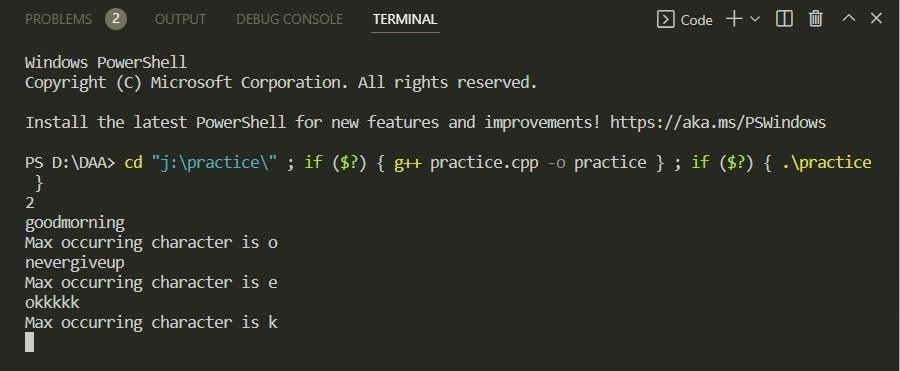 PROBLEMS 2 OUTPUT DEBUG CONSOLE TERMINAL Code
Windows PowerShell
Copyright (C) Microsoft Corporation. All rights reserved.
Install the latest PowerShell for new features and improvements! https://aka.ms/PSWindows
PS D:\DAA> cd "j:\practice\" ; if ($?) { g++ practice.cpp -o practice } ; if ($?) { .\practice
}
2
goodmorning
Max occurring character is o
nevergiveup
Max occurring character is e
okkkkk
Max occurring character is k